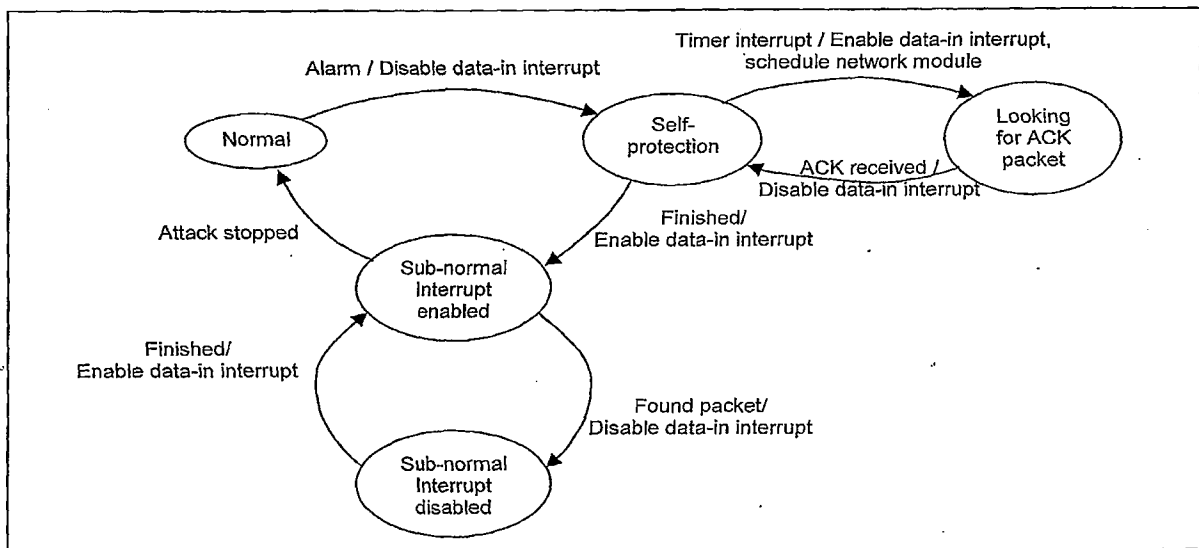 Timer interrupt / Enable data-in interrupt,
schedule network module
Alarm / Disable data-in interrupt
Normal
Self-
protection
Looking
for ACK
packet
ACK received /
Disable data-in interrupt
Attack stopped
Finished/
Enable data-in interrupt
Sub-normal
Interrupt
enabled
Finished/
Enable data-in interrupt
Found packet/
Disable data-in interrupt
Sub-normal
Interrupt
disabled